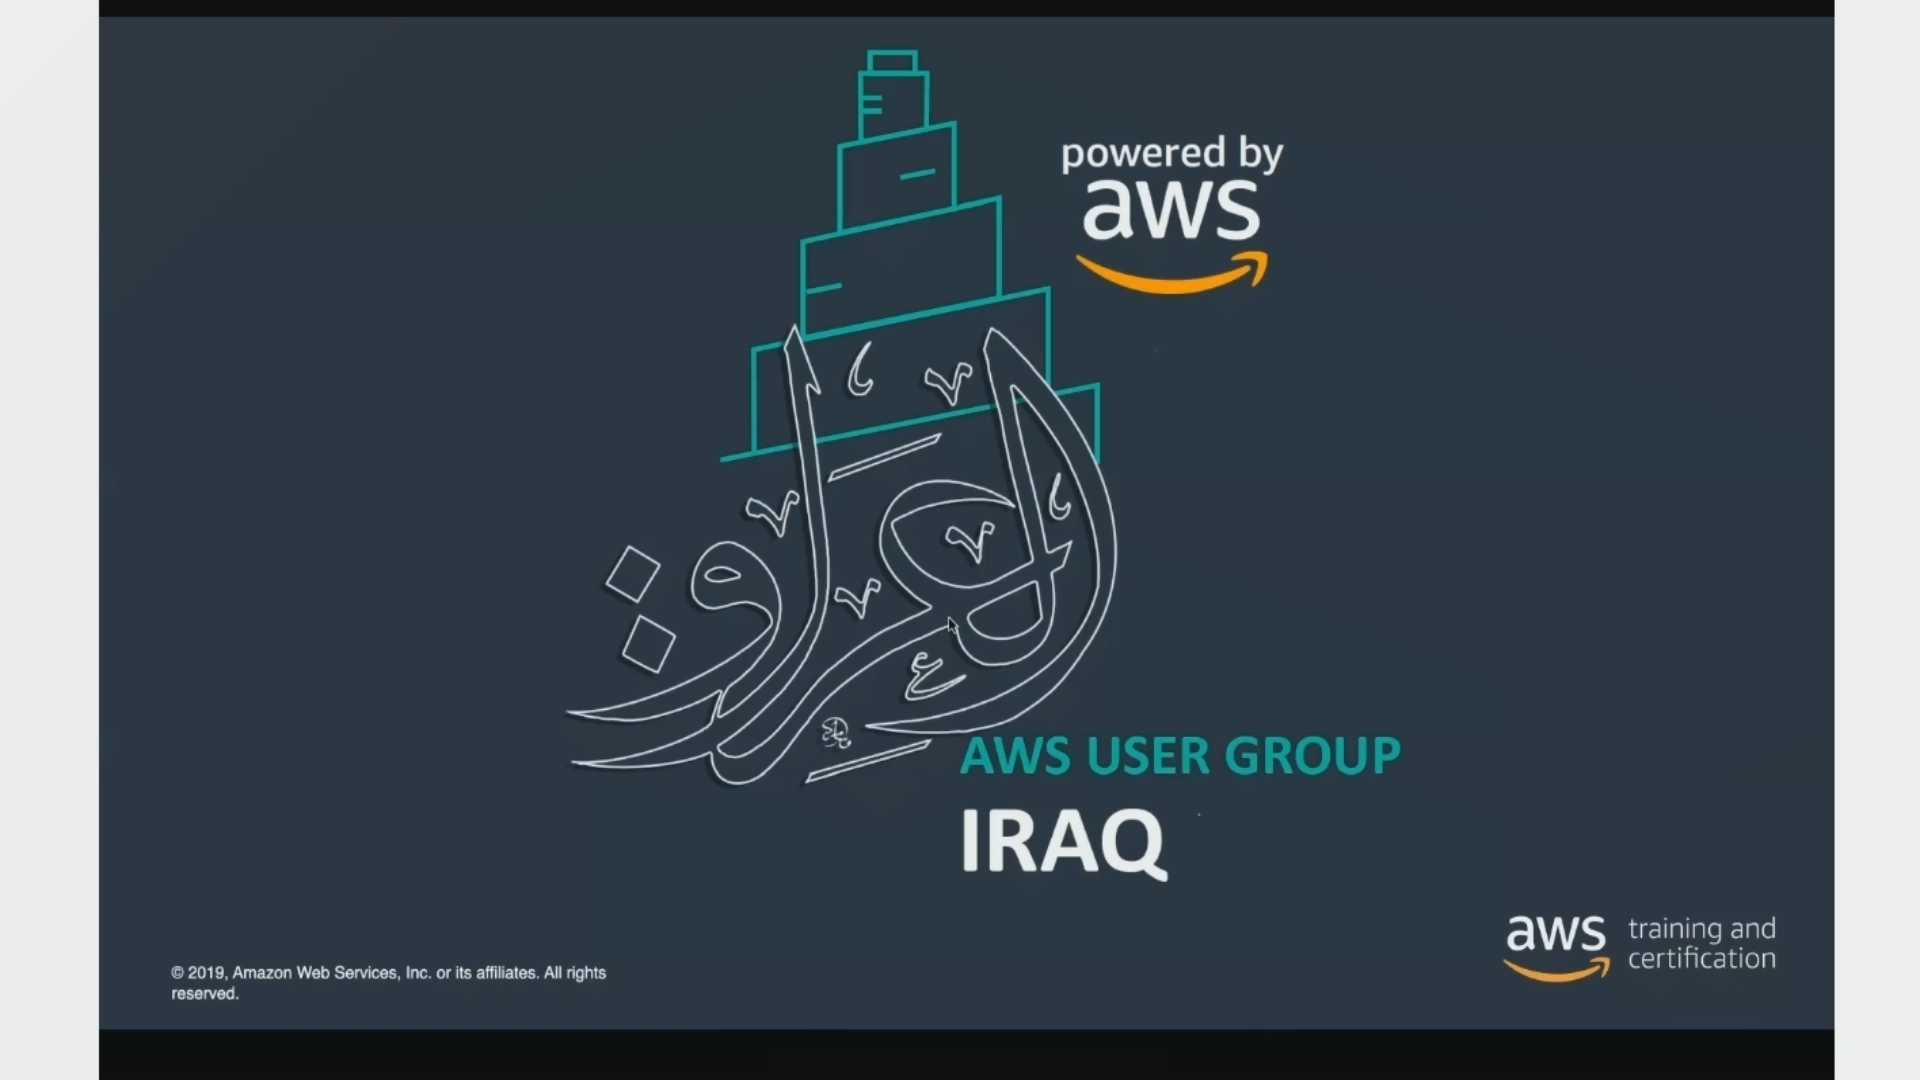 powered by
aws
العراق
AWS USER GROUP
IRAQ
aws training and
certification
© 2019, Amazon Web Services, Inc. or its affiliates. All rights
reserved.